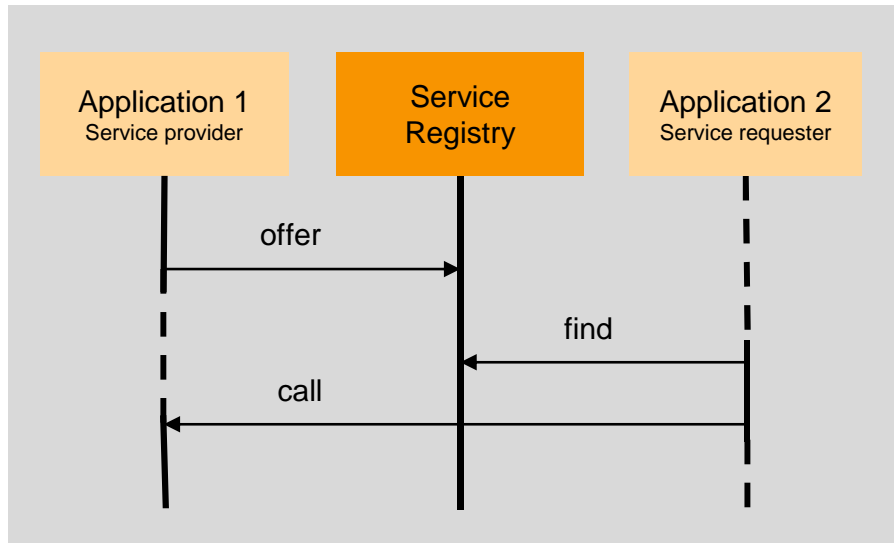 Application 1
Service provider
Service
Registry
Application 2
Service requester
offer
find
call